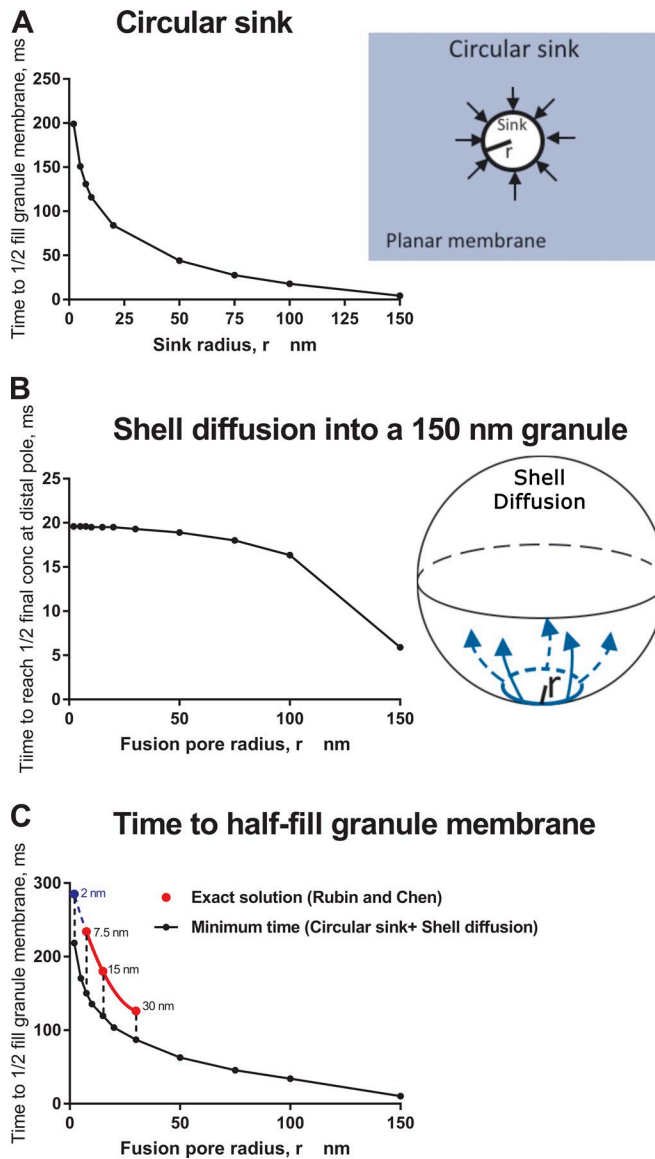 A
Circular sink
Time to 1/2 fill granule membrane, ms
250
200
150
100
50
0
0
25
50
75
100
125
150
Sink radius, r nm
Circular sink
Sink
r
Planar membrane
B
Shell diffusion into a 150 nm granule
Tiime to reach 1/2 final conc at distal pole, ms
25
20
15
10
5
0
0
50
100
150
Fusion pore radius, r nm
Shell
Diffusion
r
C
Time to half-fill granule membrane
Time to 1/2 fill granule membrane, ms
300
200
100
0
0
50
100
150
Fusion pore radius, r nm
2 nm
7.5 nm
15 nm
30 nm
Exact solution (Rubin and Chen)
Minimum time (Circular sink+ Shell diffusion)